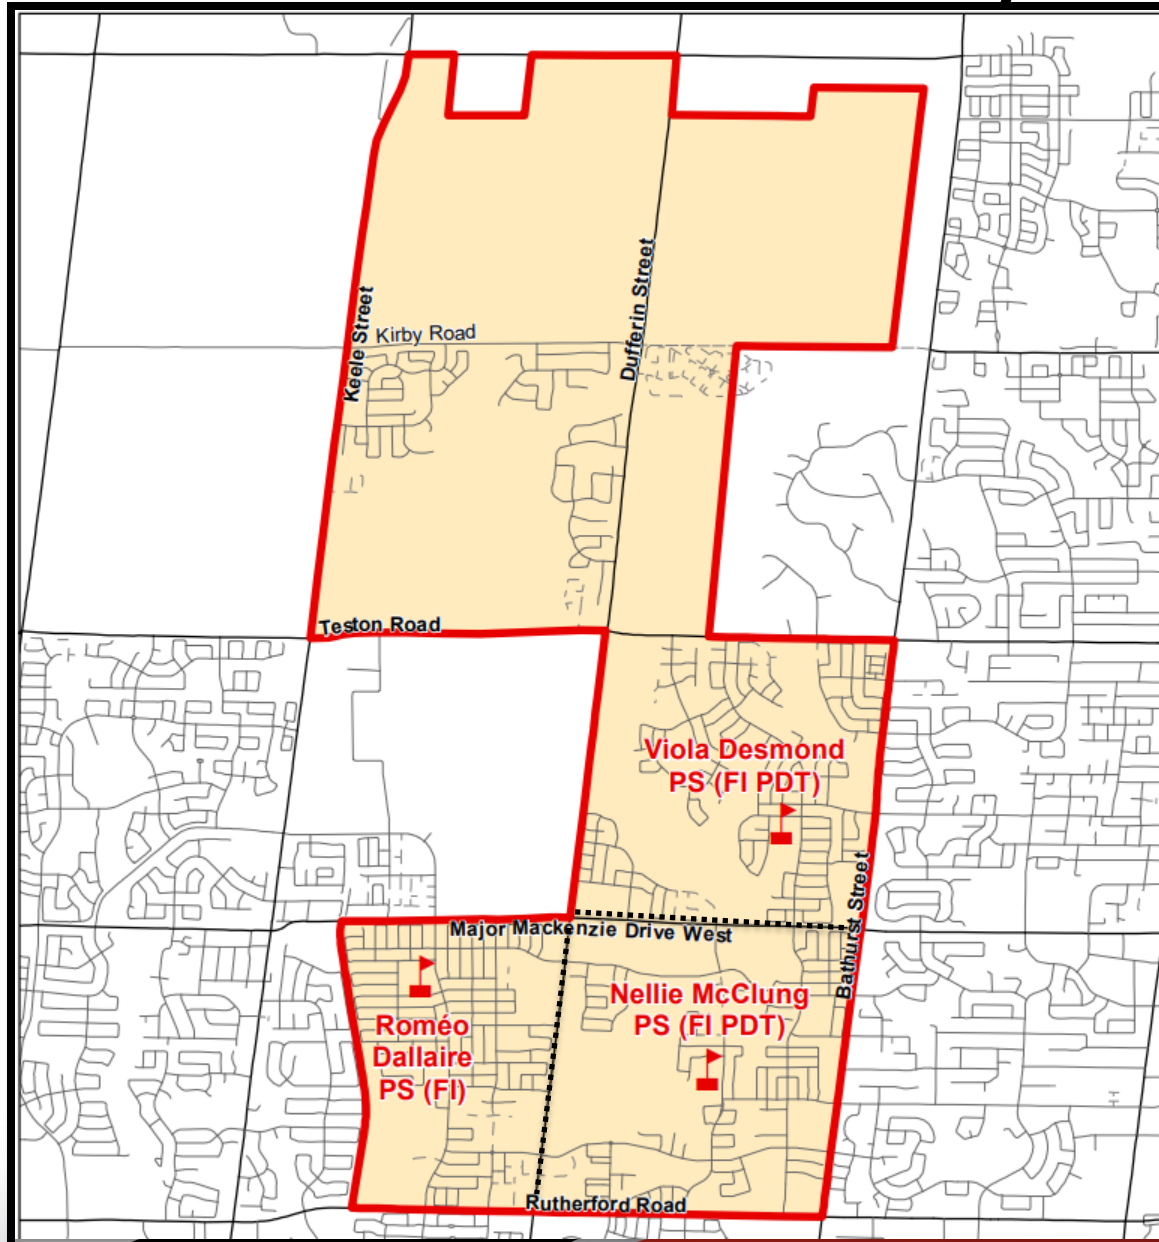 Keele Street
Kirby Road
Dufferin Street
Teston Road
Viola Desmond
PS (FI PDT)
Bathurst Street
Major Mackenzie Drive West
Nellie McClung
PS (FI PDT)
Roméo
Dallaire
PS (FI)
Rutherford Road